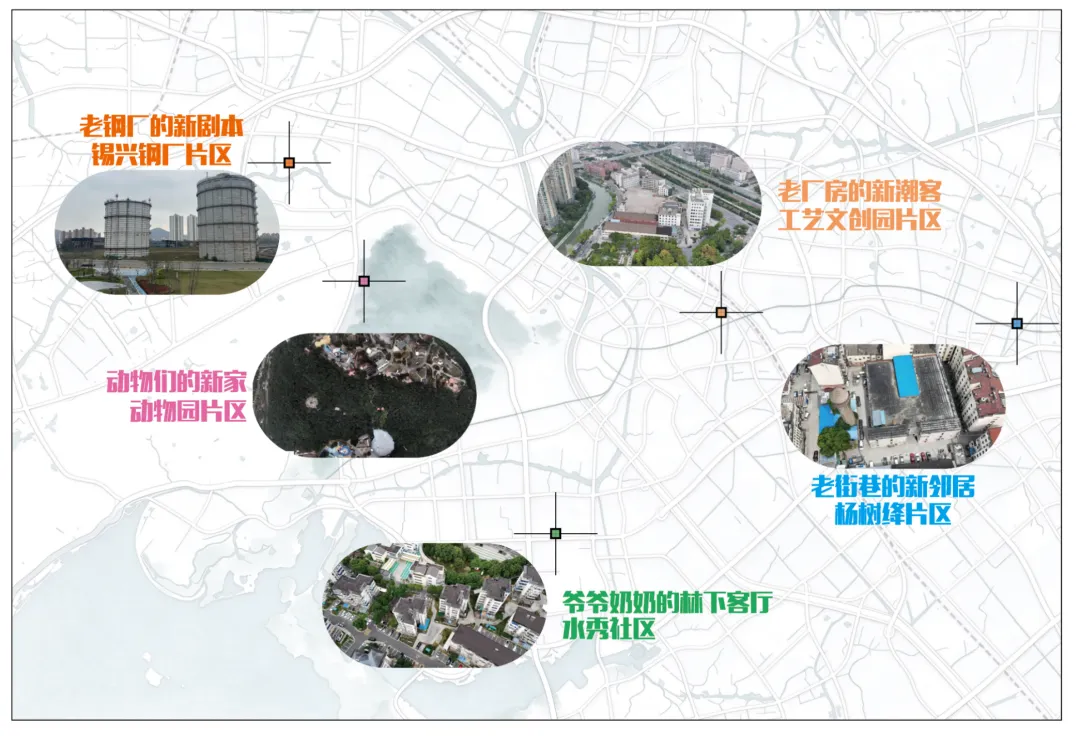 老钢厂的新剧本
锡兴钢厂片区
老厂房的新潮客
工艺文创园片区
动物们的新家
动物园片区
老街巷的新邻居
杨树绛片区
爷爷奶奶的林下客厅
水秀社区